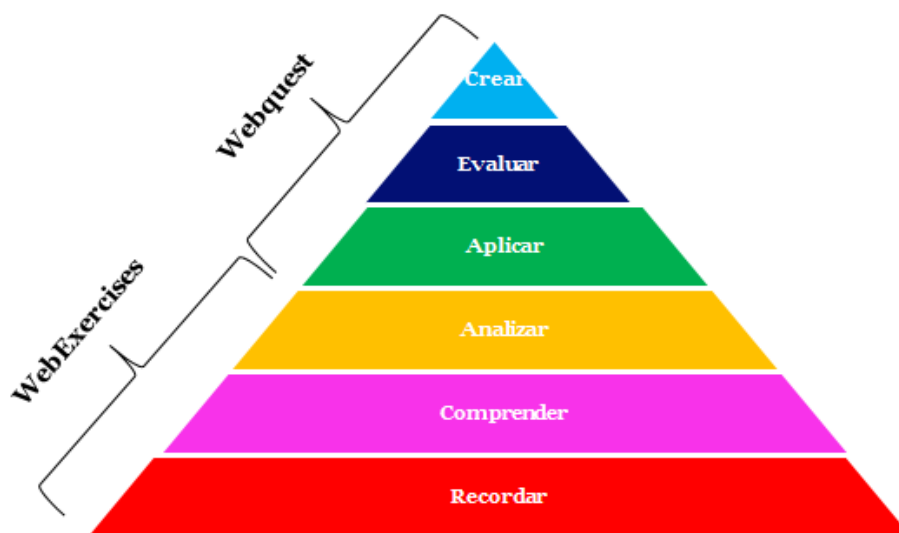 Webquest
WebExercises
Crear
Evaluar
Aplicar
Analizar
Comprender
Recordar